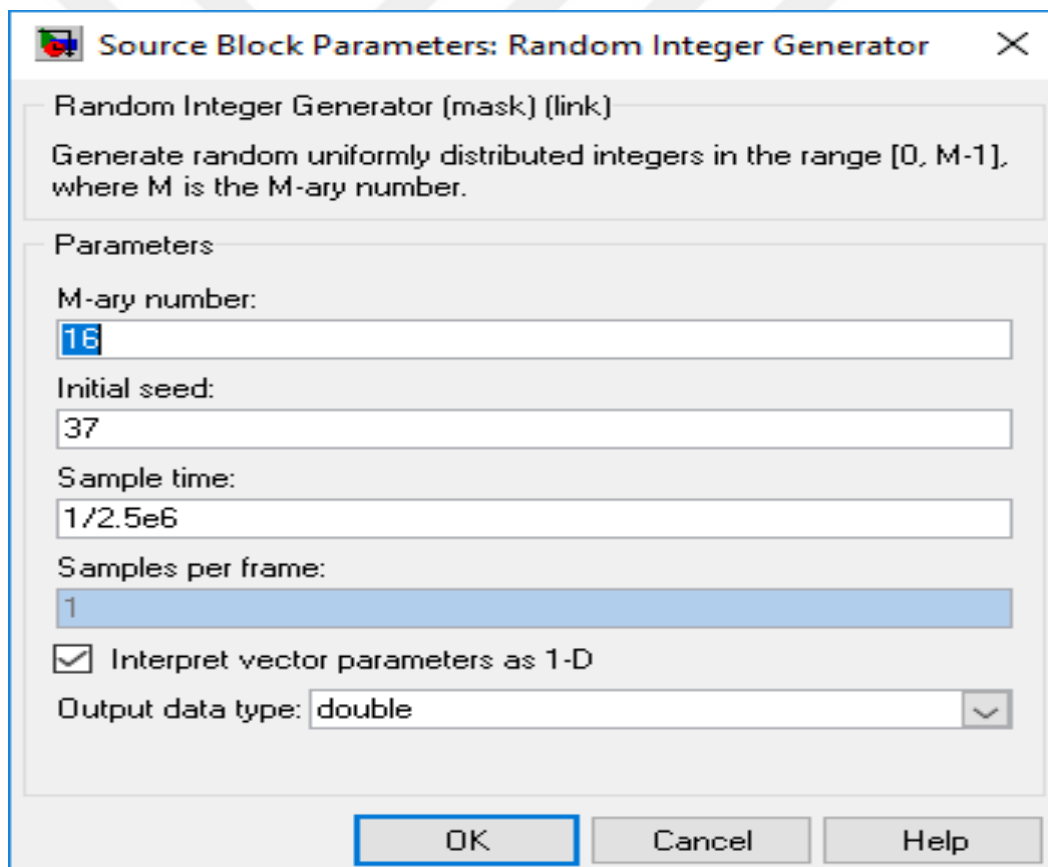 Source Block Parameters: Random Integer Generator
Random Integer Generator (mask) (link)
Generate random uniformly distributed integers in the range [0, M-1],
where M is the M-ary number.
Parameters
M-ary number:
16
Initial seed:
37
Sample time:
1/2.5e6
Samples per frame:
1
Interpret vector parameters as 1-D
Output data type: double
OK Cancel Help